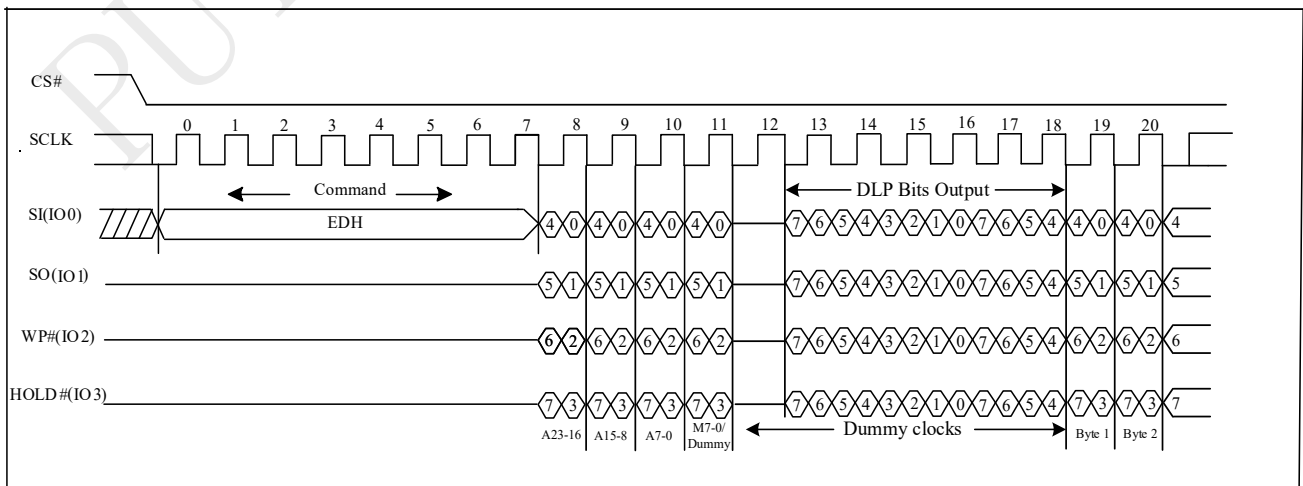 CS#
0 1 2 3 4 5 6 7 8 9 10 11 12 13 14 15 16 17 18 19 20
SCLK
Command
DLP Bits Output
SI(IO0)
EDH
4 0 4 0 4 0 4 0 7 6 5 4 3 2 1 0 7 6 5 4 4 0 4 0 4
SO(IO1)
5 1 5 1 5 1 5 1 7 6 5 4 3 2 1 0 7 6 5 4 5 1 5 1 5
WP#(IO2)
6 2 6 2 6 2 6 2 7 6 5 4 3 2 1 0 7 6 5 4 6 2 6 2 6
HOLD#(IO3)
7 3 7 3 7 3 7 3 7 6 5 4 3 2 1 0 7 6 5 4 7 3 7 3 7
A23-16 A15-8 A7-0 M7-0/
Dummy
Dummy clocks
Byte 1 Byte 2